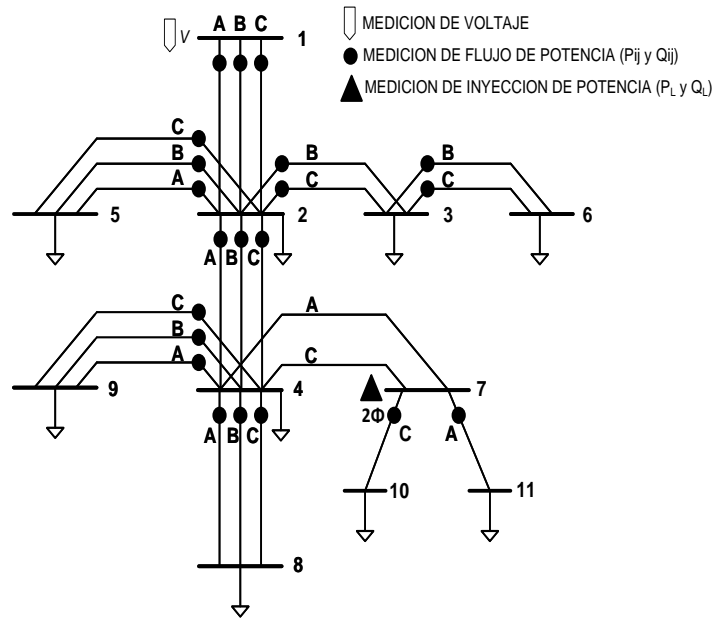 A B C
V
1
MEDICION DE VOLTAJE
MEDICION DE FLUJO DE POTENCIA (Pij y Qij)
MEDICION DE INYECCION DE POTENCIA (PL y QL)
C
B
A
B
C
B
C
5
2
3
6
A B C
C
B
A
A
C
9
4
7
2Φ
A B C
C
A
10
11
8